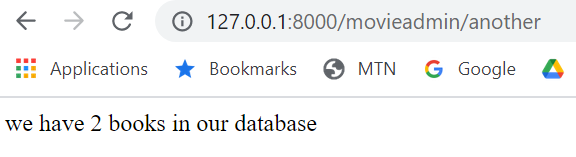 127.0.0.1:8000/movieadmin/another
Applications Bookmarks MTN Google
we have 2 books in our database